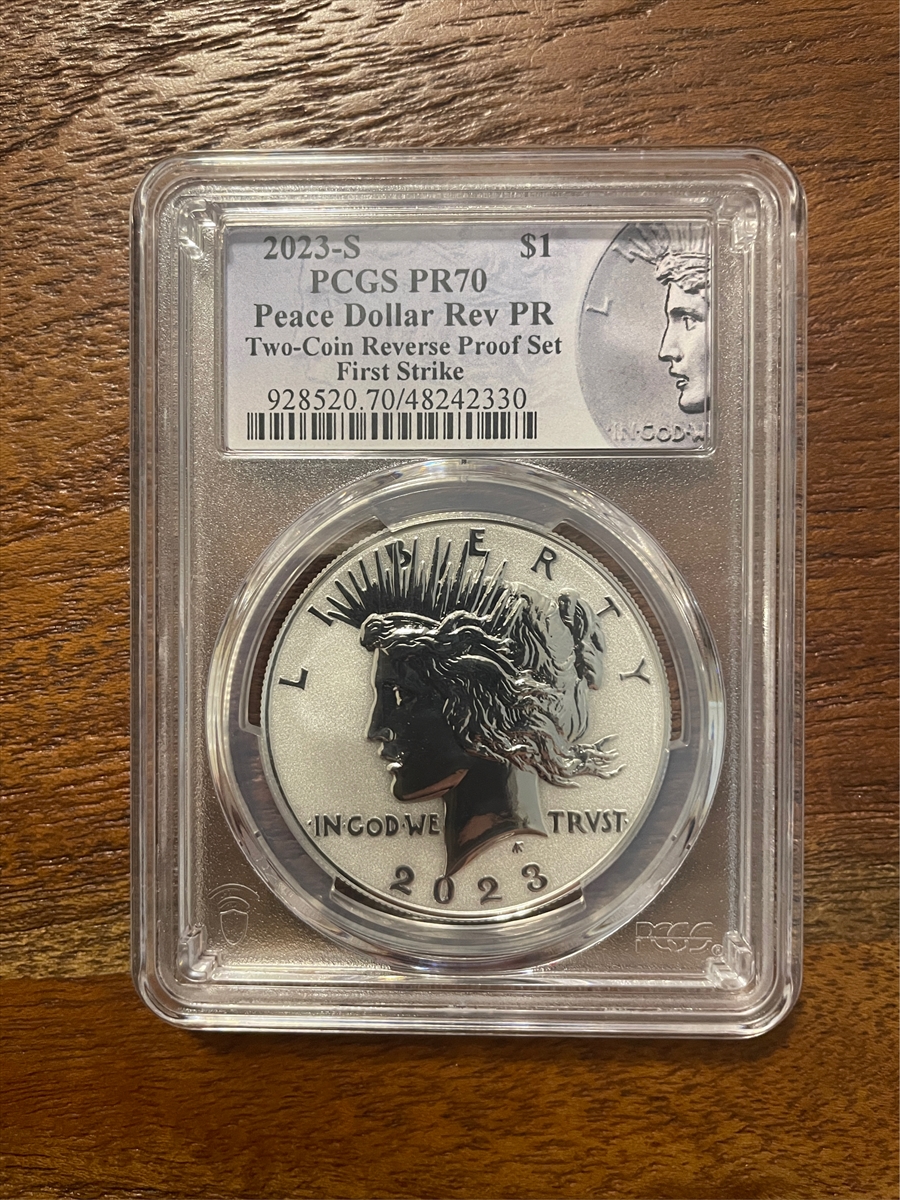 2023-S $1
PCGS PR70
Peace Dollar Rev PR
Two-Coin Reverse Proof Set
First Strike
928520.70/48242330
L
·IN·GOD·W
LIBERTY
·IN·GOD·WE TRVST·
2023
PCGS